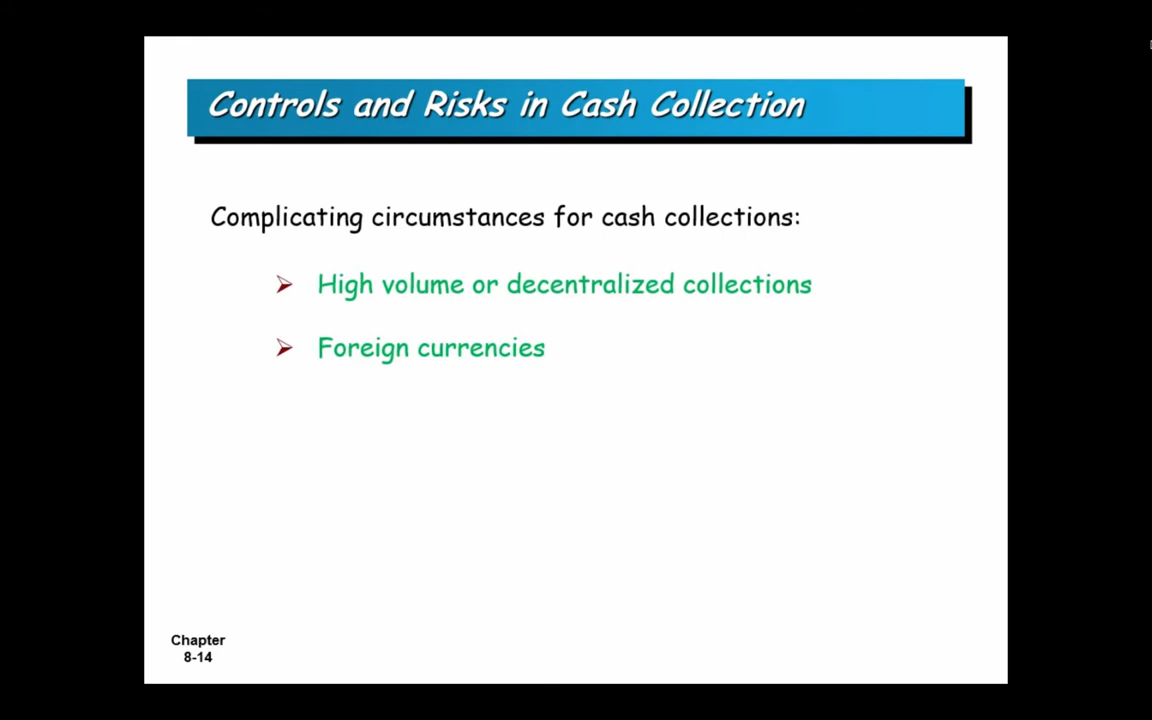 Controls and Risks in Cash Collection
Complicating circumstances for cash collections:
High volume or decentralized collections
Foreign currencies
Chapter
8-14